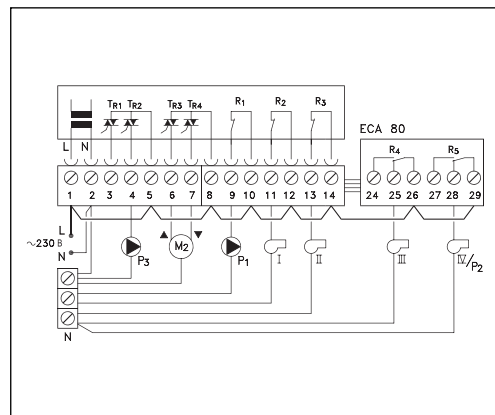 TR1 TR2 TR3 TR4 R1 R2 R3
L N
ECA 80
R4 R5
1 2 3 4 5 6 7 8 9 10 11 12 13 14
24 25 26 27 28 29
L
~230 В
N
P3
▲ M2 ▼
P1
I
II
III
IV/P2
N